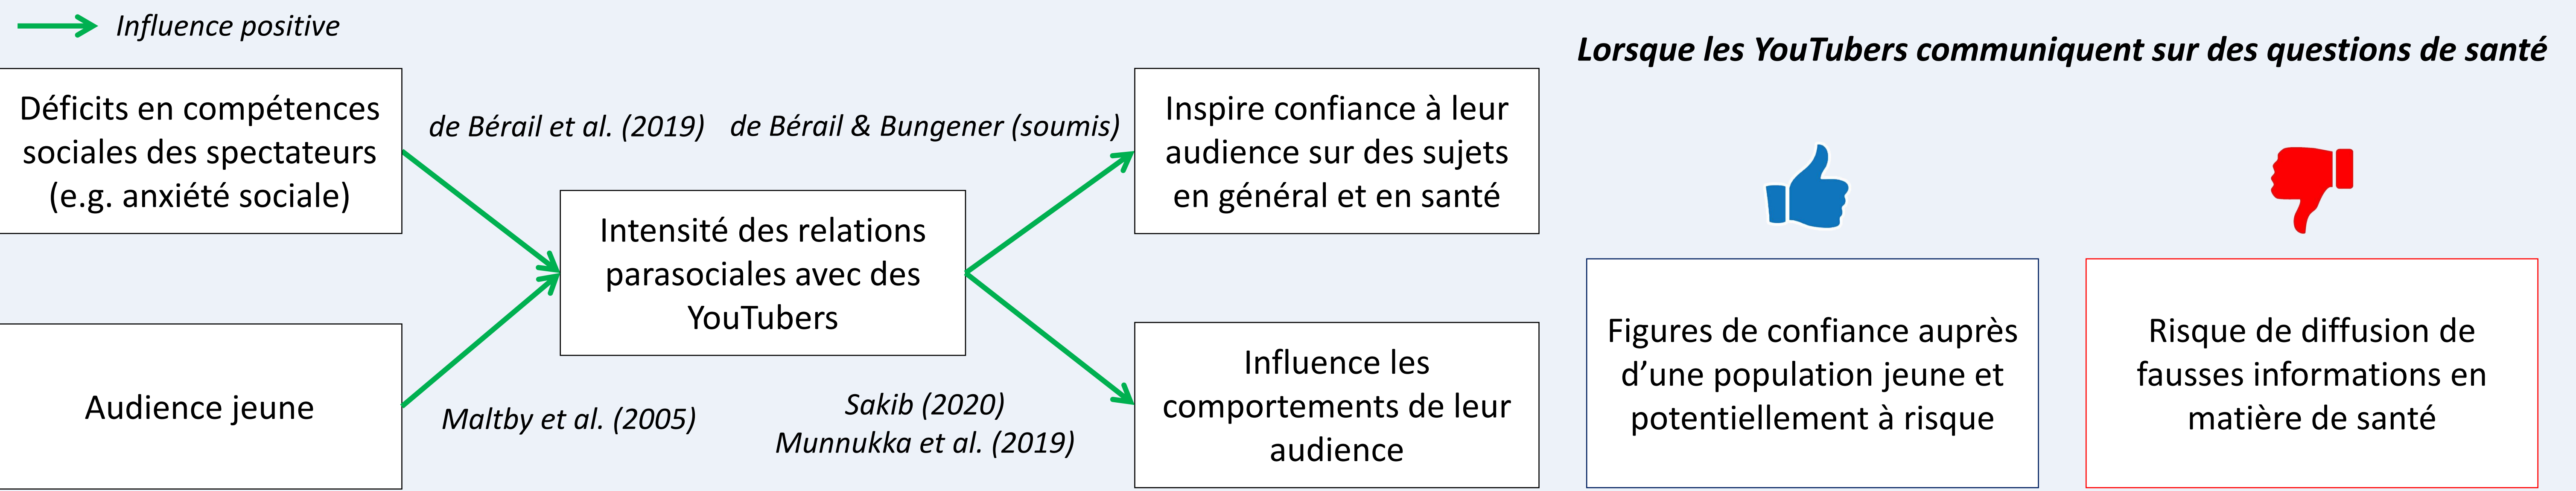 Influence positive
Lorsque les YouTubers communiquent sur des questions de santé
Déficits en compétences
sociales des spectateurs
(e.g. anxiété sociale)
de Bérail et al. (2019)
de Bérail & Bungener (soumis)
Inspire confiance à leur
audience sur des sujets
en général et en santé
Intensité des relations
parasociales avec des
YouTubers
Audience jeune
Maltby et al. (2005)
Sakib (2020)
Munnukka et al. (2019)
Influence les
comportements de leur
audience
Figures de confiance auprès
d’une population jeune et
potentiellement à risque
Risque de diffusion de
fausses informations en
matière de santé